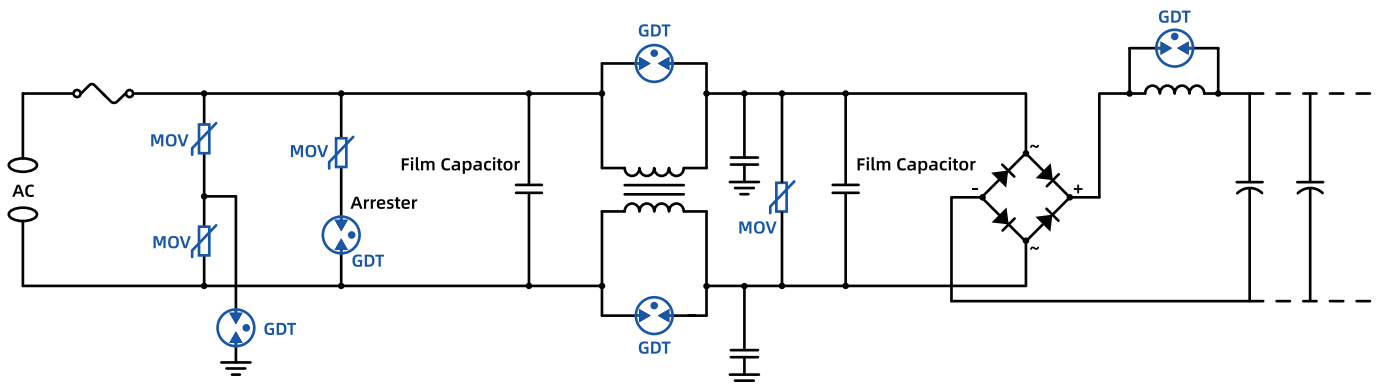 GDT
GDT
MOV
MOV
Film Capacitor
Film Capacitor
~
AC
-
+
Arrester
MOV
MOV
~
GDT
GDT
GDT